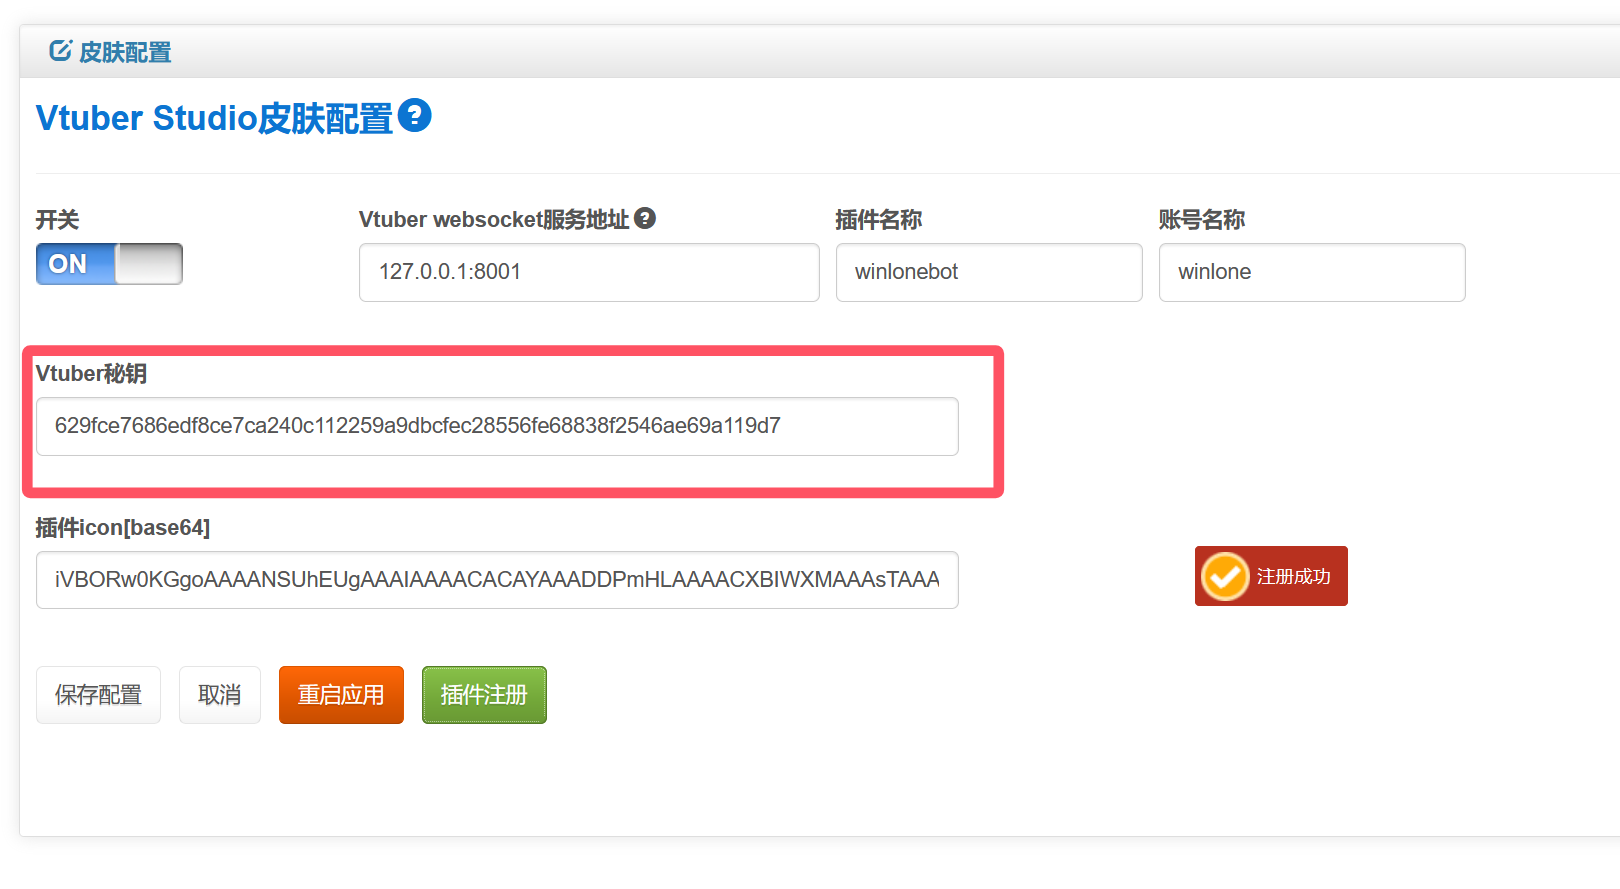 皮肤配置
Vtuber Studio皮肤配置
开关
Vtuber websocket服务地址
插件名称
账号名称
ON
127.0.0.1:8001
winlonebot
winlone
Vtuber秘钥
629fce7686edf8ce7ca240c112259a9dbcfec28556fe68838f2546ae69a119d7
插件icon[base64]
iVBORw0KGgoAAAANSUhEUgAAAIAAAACACAYAAADDPmHLAAAACXBIWXMAAAsTAAA
注册成功
保存配置
取消
重启应用
插件注册